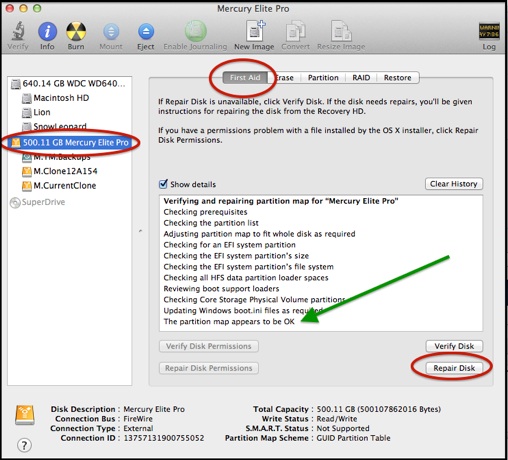 Mercury Elite Pro
Verify Info Burn Mount Eject Enable Journaling New Image Convert Resize Image Log
First Aid Erase Partition RAID Restore
640.14 GB WDC WD640...
Macintosh HD
Lion
SnowLeopard
500.11 GB Mercury Elite Pro
M.TM.Backups
M.Clone12A154
M.CurrentClone
SuperDrive
If Repair Disk is unavailable, click Verify Disk. If the disk needs repairs, you'll be given
instructions for repairing the disk from the Recovery HD.
If you have a permissions problem with a file installed by the OS X installer, click Repair
Disk Permissions.
Show details
Clear History
Verifying and repairing partition map for "Mercury Elite Pro"
Checking prerequisites
Checking the partition list
Adjusting partition map to fit whole disk as required
Checking for an EFI system partition
Checking the EFI system partition's size
Checking the EFI system partition's file system
Checking all HFS data partition loader spaces
Reviewing boot support loaders
Checking Core Storage Physical Volume partitions
Updating Windows boot.ini files as required
The partition map appears to be OK
Verify Disk Permissions
Verify Disk
Repair Disk Permissions
Repair Disk
Disk Description : Mercury Elite Pro
Connection Bus : FireWire
Connection Type : External
Connection ID : 13757131900755052
Total Capacity : 500.11 GB (500107862016 Bytes)
Write Status : Read/Write
S.M.A.R.T. Status : Not Supported
Partition Map Scheme : GUID Partition Table
?